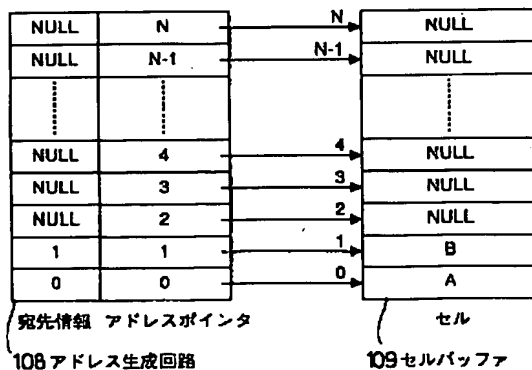 NULL N N NULL
NULL N-1 N-1 NULL
NULL 4 4 NULL
NULL 3 3 NULL
NULL 2 2 NULL
1 1 1 B
0 0 0 A
宛先情報 アドレスポインタ セル
108 アドレス生成回路 109 セルバッファ